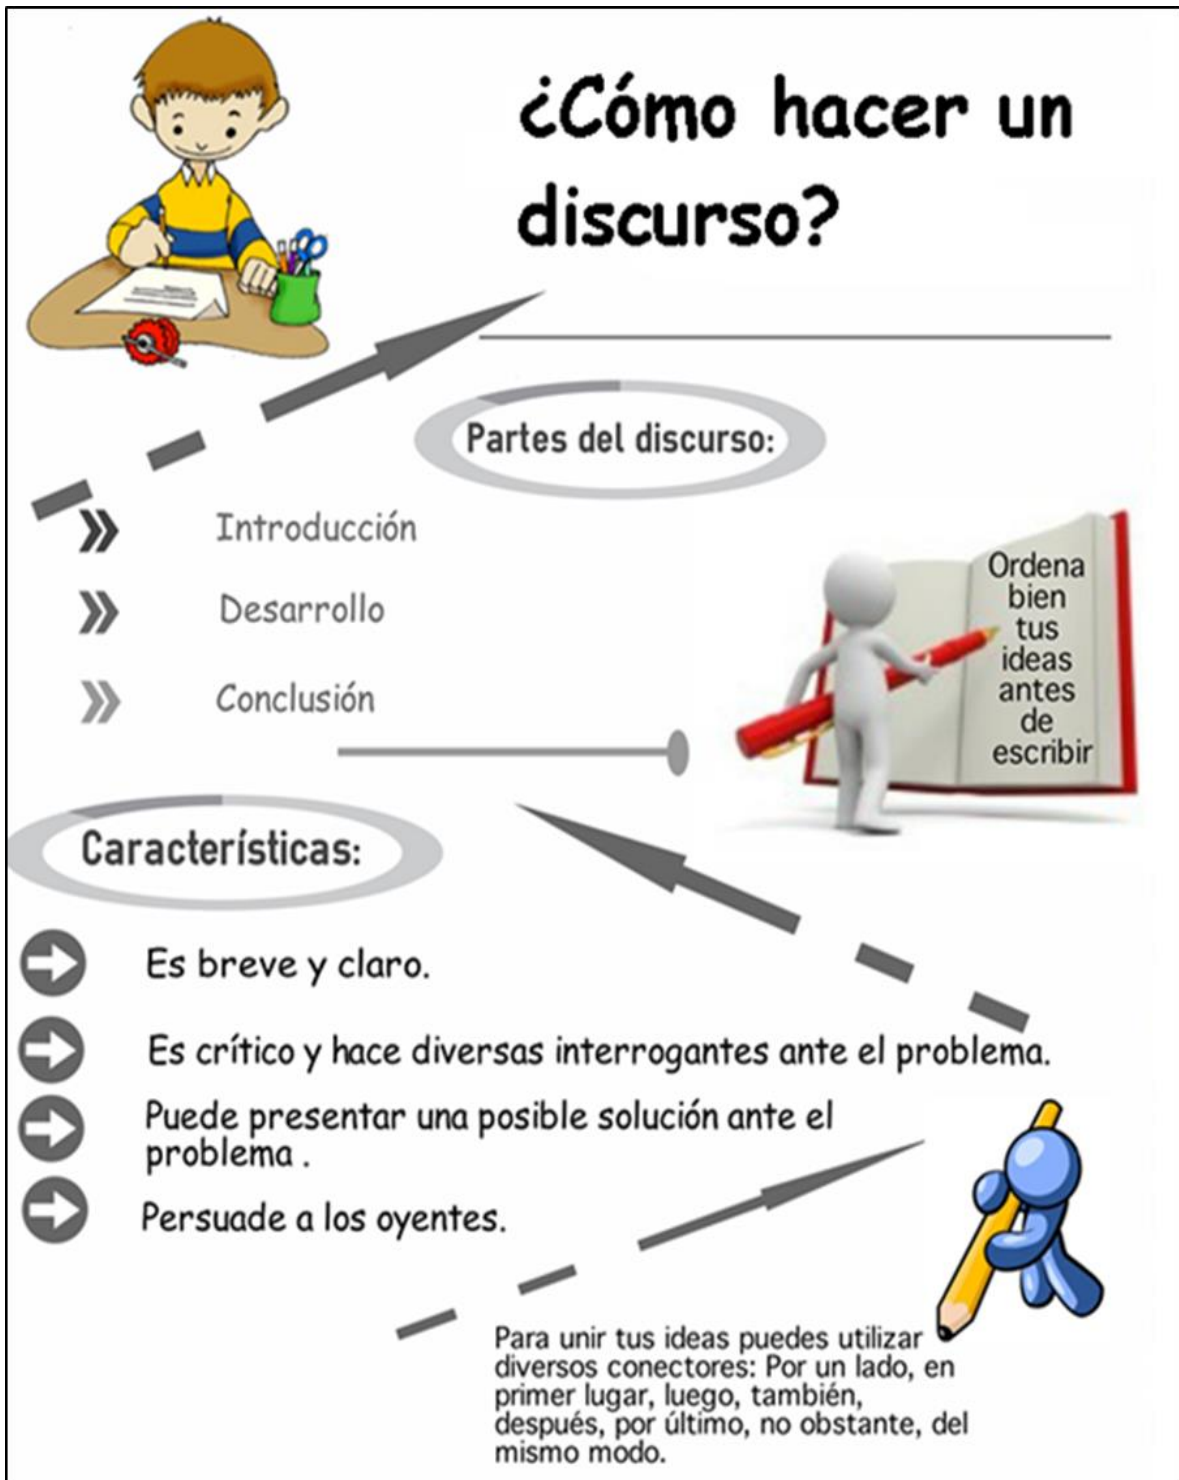 ¿Cómo hacer un
discurso?
Partes del discurso:
Introducción
Desarrollo
Conclusión
Ordena
bien
tus
ideas
antes
de
escribir
Características:
Es breve y claro.
Es crítico y hace diversas interrogantes ante el problema.
Puede presentar una posible solución ante el
problema .
Persuade a los oyentes.
Para unir tus ideas puedes utilizar
diversos conectores: Por un lado, en
primer lugar, luego, también,
después, por último, no obstante, del
mismo modo.